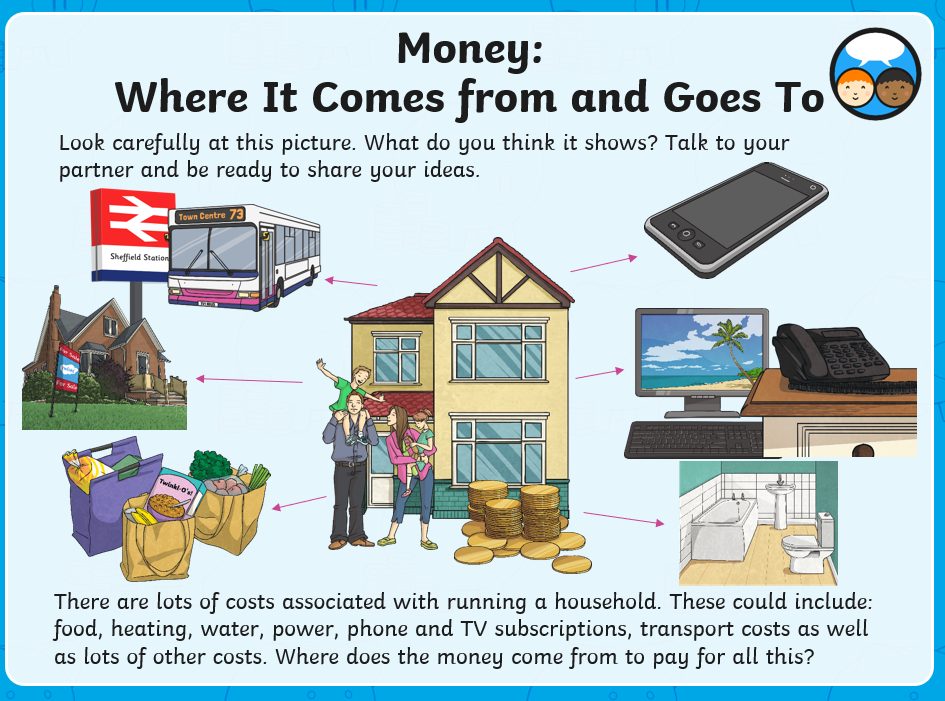 Money:
Where It Comes from and Goes To
Look carefully at this picture. What do you think it shows? Talk to your
partner and be ready to share your ideas.
Sheffield Station
Town Centre 73
For Sale
For Sale
Twinkl-O's!
There are lots of costs associated with running a household. These could include:
food, heating, water, power, phone and TV subscriptions, transport costs as well
as lots of other costs. Where does the money come from to pay for all this?